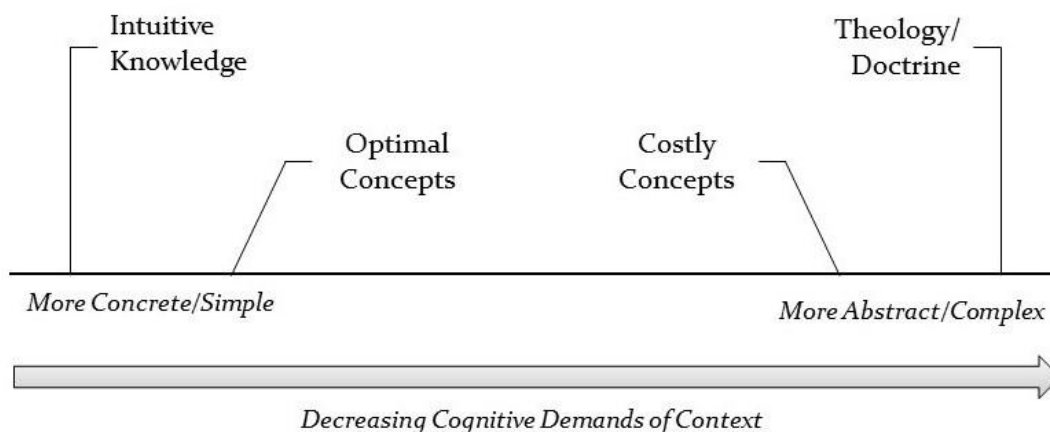 Intuitive
Knowledge
Theology/
Doctrine
Optimal
Concepts
Costly
Concepts
More Concrete/Simple
More Abstract/Complex
Decreasing Cognitive Demands of Context